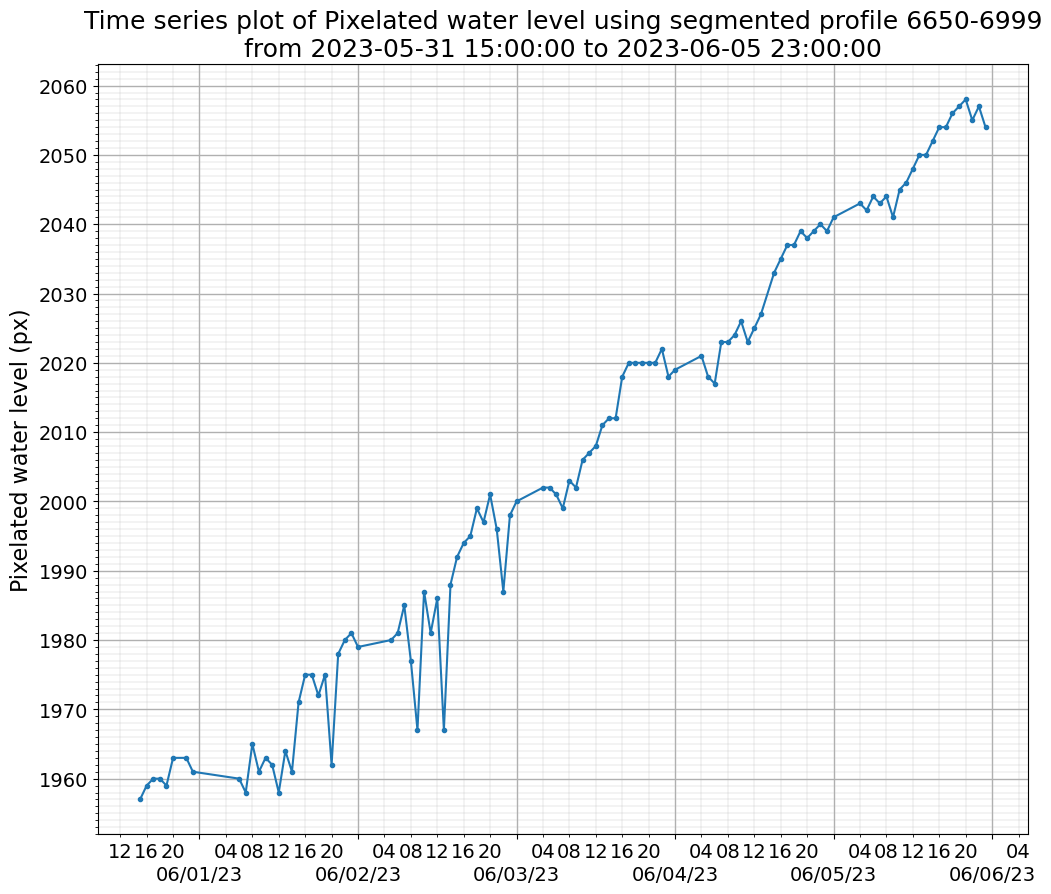 Time series plot of Pixelated water level using segmented profile 6650-6999
from 2023-05-31 15:00:00 to 2023-06-05 23:00:00
Pixelated water level (px)
2060
2050
2040
2030
2020
2010
2000
1990
1980
1970
1960
12 16 20 04 08 12 16 20 04 08 12 16 20 04 08 12 16 20 04 08 12 16 20 04 08 12 16 20 04
06/01/23 06/02/23 06/03/23 06/04/23 06/05/23 06/06/23